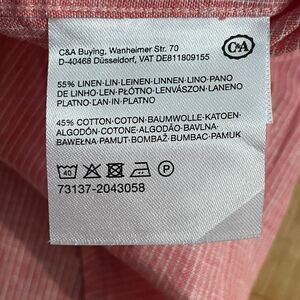 C&A Buying, Wanheimer Str. 70
D-40468 Düsseldorf, VAT DE811809155
C&A
55% LINEN-LIN-LEINEN-LINNEN-LINO-PANO
DE LINHO-LEN-PŁÓTNO-LENVÁSZON-LANENO
PLATNO-ĽAN-IN-PLATNO
45% COTTON-COTON-BAUMWOLLE-KATOEN-
ALGODÓN-COTONE-ALGODÃO-BAVLNA-
BAWEŁNA-PAMUT-BOMBAŽ-BUMBAC-PAMUK
40
73137-2043058